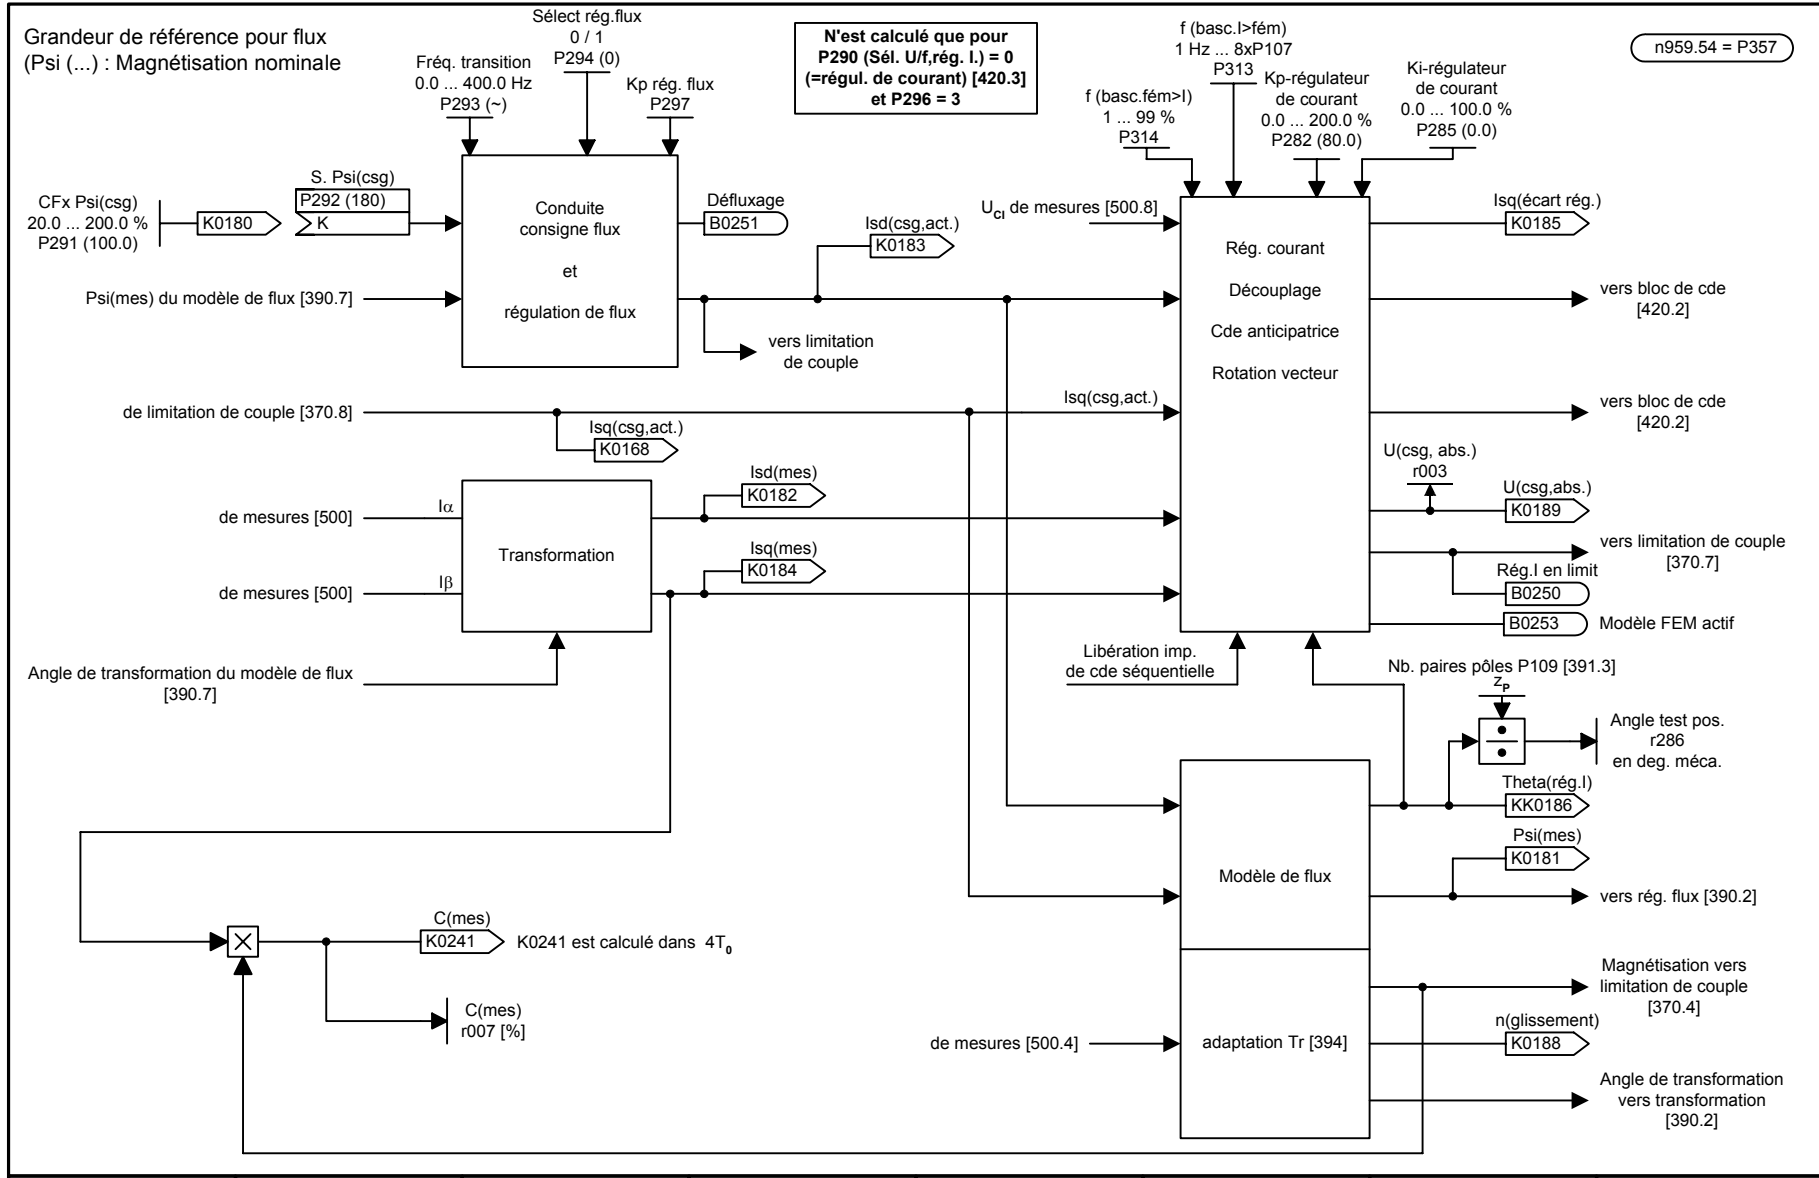 Grandeur de référence pour flux
(Psi (...) : Magnétisation nominale
Sélect rég.flux
0 / 1
P294 (0)
Fréq. transition
0.0 ... 400.0 Hz
P293 (~)
Kp rég. flux
P297
N'est calculé que pour
P290 (Sél. U/f,rég. I.) = 0
(=régul. de courant) [420.3]
et P296 = 3
f (basc.I>fém)
1 Hz ... 8xP107
P313
f (basc.fém>I)
1 ... 99 %
P314
Kp-régulateur
de courant
0.0 ... 200.0 %
P282 (80.0)
Ki-régulateur
de courant
0.0 ... 100.0 %
P285 (0.0)
n959.54 = P357
CFx Psi(csg)
20.0 ... 200.0 %
P291 (100.0)
K0180
S. Psi(csg)
P292 (180)
K
Conduite
consigne flux
et
régulation de flux
Défluxage
B0251
Isd(csg,act.)
K0183
UCI de mesures [500.8]
Rég. courant
Découplage
Cde anticipatrice
Rotation vecteur
Isq(écart rég.)
K0185
Psi(mes) du modèle de flux [390.7]
vers limitation
de couple
vers bloc de cde
[420.2]
de limitation de couple [370.8]
Isq(csg,act.)
K0168
Isq(csg,act.)
vers bloc de cde
[420.2]
U(csg, abs.)
r003
U(csg,abs.)
K0189
de mesures [500]
Iα
Transformation
Isd(mes)
K0182
Isq(mes)
K0184
de mesures [500]
Iβ
vers limitation de couple
[370.7]
Rég.I en limit
B0250
B0253
Modèle FEM actif
Angle de transformation du modèle de flux
[390.7]
Libération imp.
de cde séquentielle
Nb. paires pôles P109 [391.3]
zP
Angle test pos.
r286
en deg. méca.
Theta(rég.I)
KK0186
Psi(mes)
K0181
Modèle de flux
vers rég. flux [390.2]
C(mes)
K0241
K0241 est calculé dans 4T0
C(mes)
r007 [%]
Magnétisation vers
limitation de couple
[370.4]
n(glissement)
K0188
de mesures [500.4]
adaptation Tr [394]
Angle de transformation
vers transformation
[390.2]